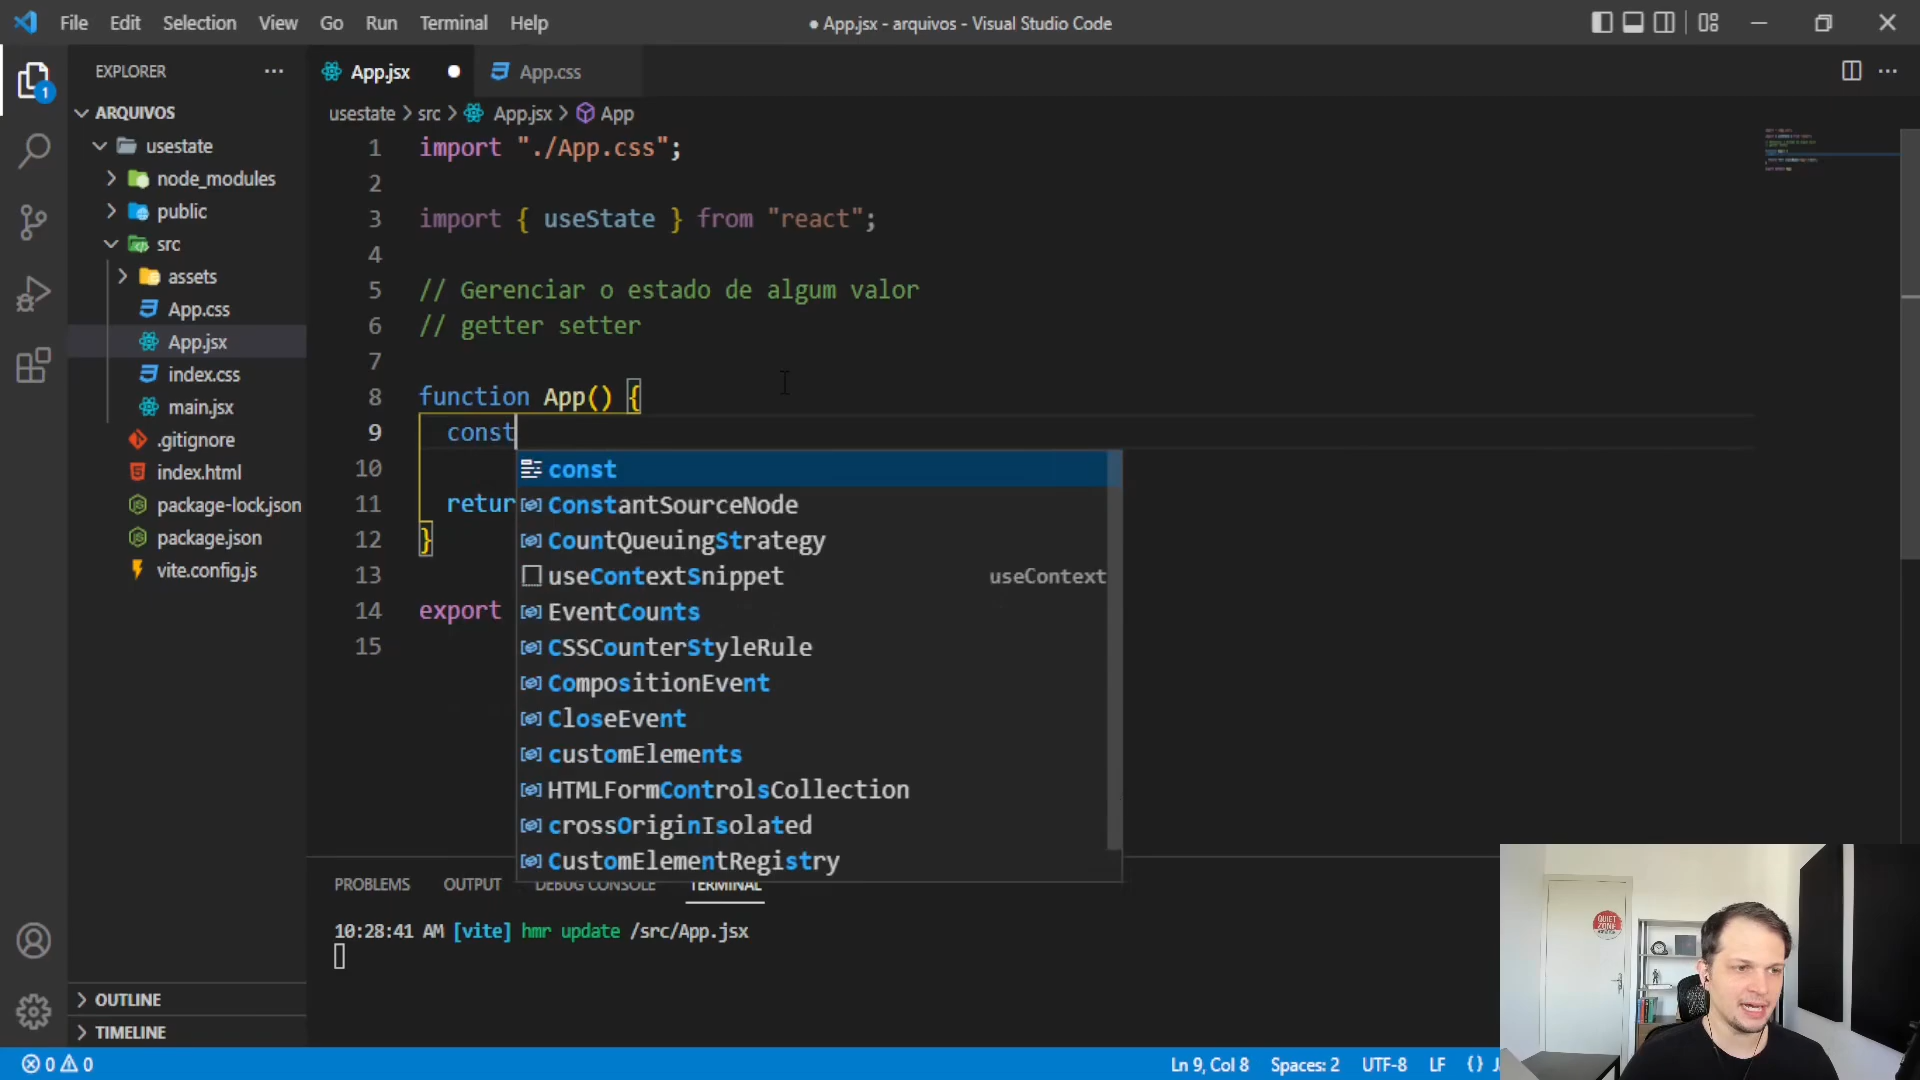 File Edit Selection View Go Run Terminal Help
● App.jsx - arquivos - Visual Studio Code
EXPLORER
1
ARQUIVOS
usestate
node_modules
public
src
assets
App.css
App.jsx
index.css
main.jsx
.gitignore
index.html
package-lock.json
package.json
vite.config.js
OUTLINE
TIMELINE
App.jsx App.css
usestate > src > App.jsx > App
1 import "./App.css";
2
3 import { useState } from "react";
4
5 // Gerenciar o estado de algum valor
6 // getter setter
7
8 function App() {
9 const
10
11 retur
12 }
13
14 export
15
const
ConstantSourceNode
CountQueuingStrategy
useContextSnippet useContext
EventCounts
CSSCounterStyleRule
CompositionEvent
CloseEvent
customElements
HTMLFormControlsCollection
crossOriginIsolated
CustomElementRegistry
PROBLEMS OUTPUT DEBUG CONSOLE TERMINAL
10:28:41 AM [vite] hmr update /src/App.jsx
QUIET
ZONE
0 0
Ln 9, Col 8 Spaces: 2 UTF-8 LF {}